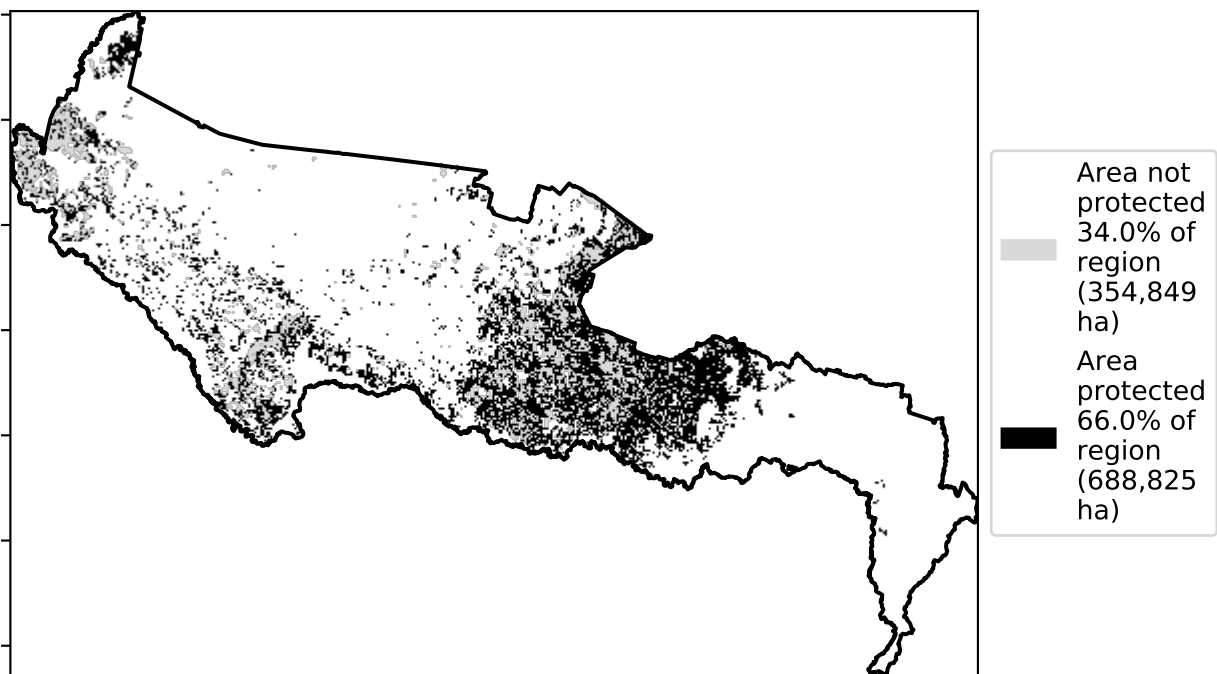 Area not
protected
34.0% of
region
(354,849
ha)
Area
protected
66.0% of
region
(688,825
ha)